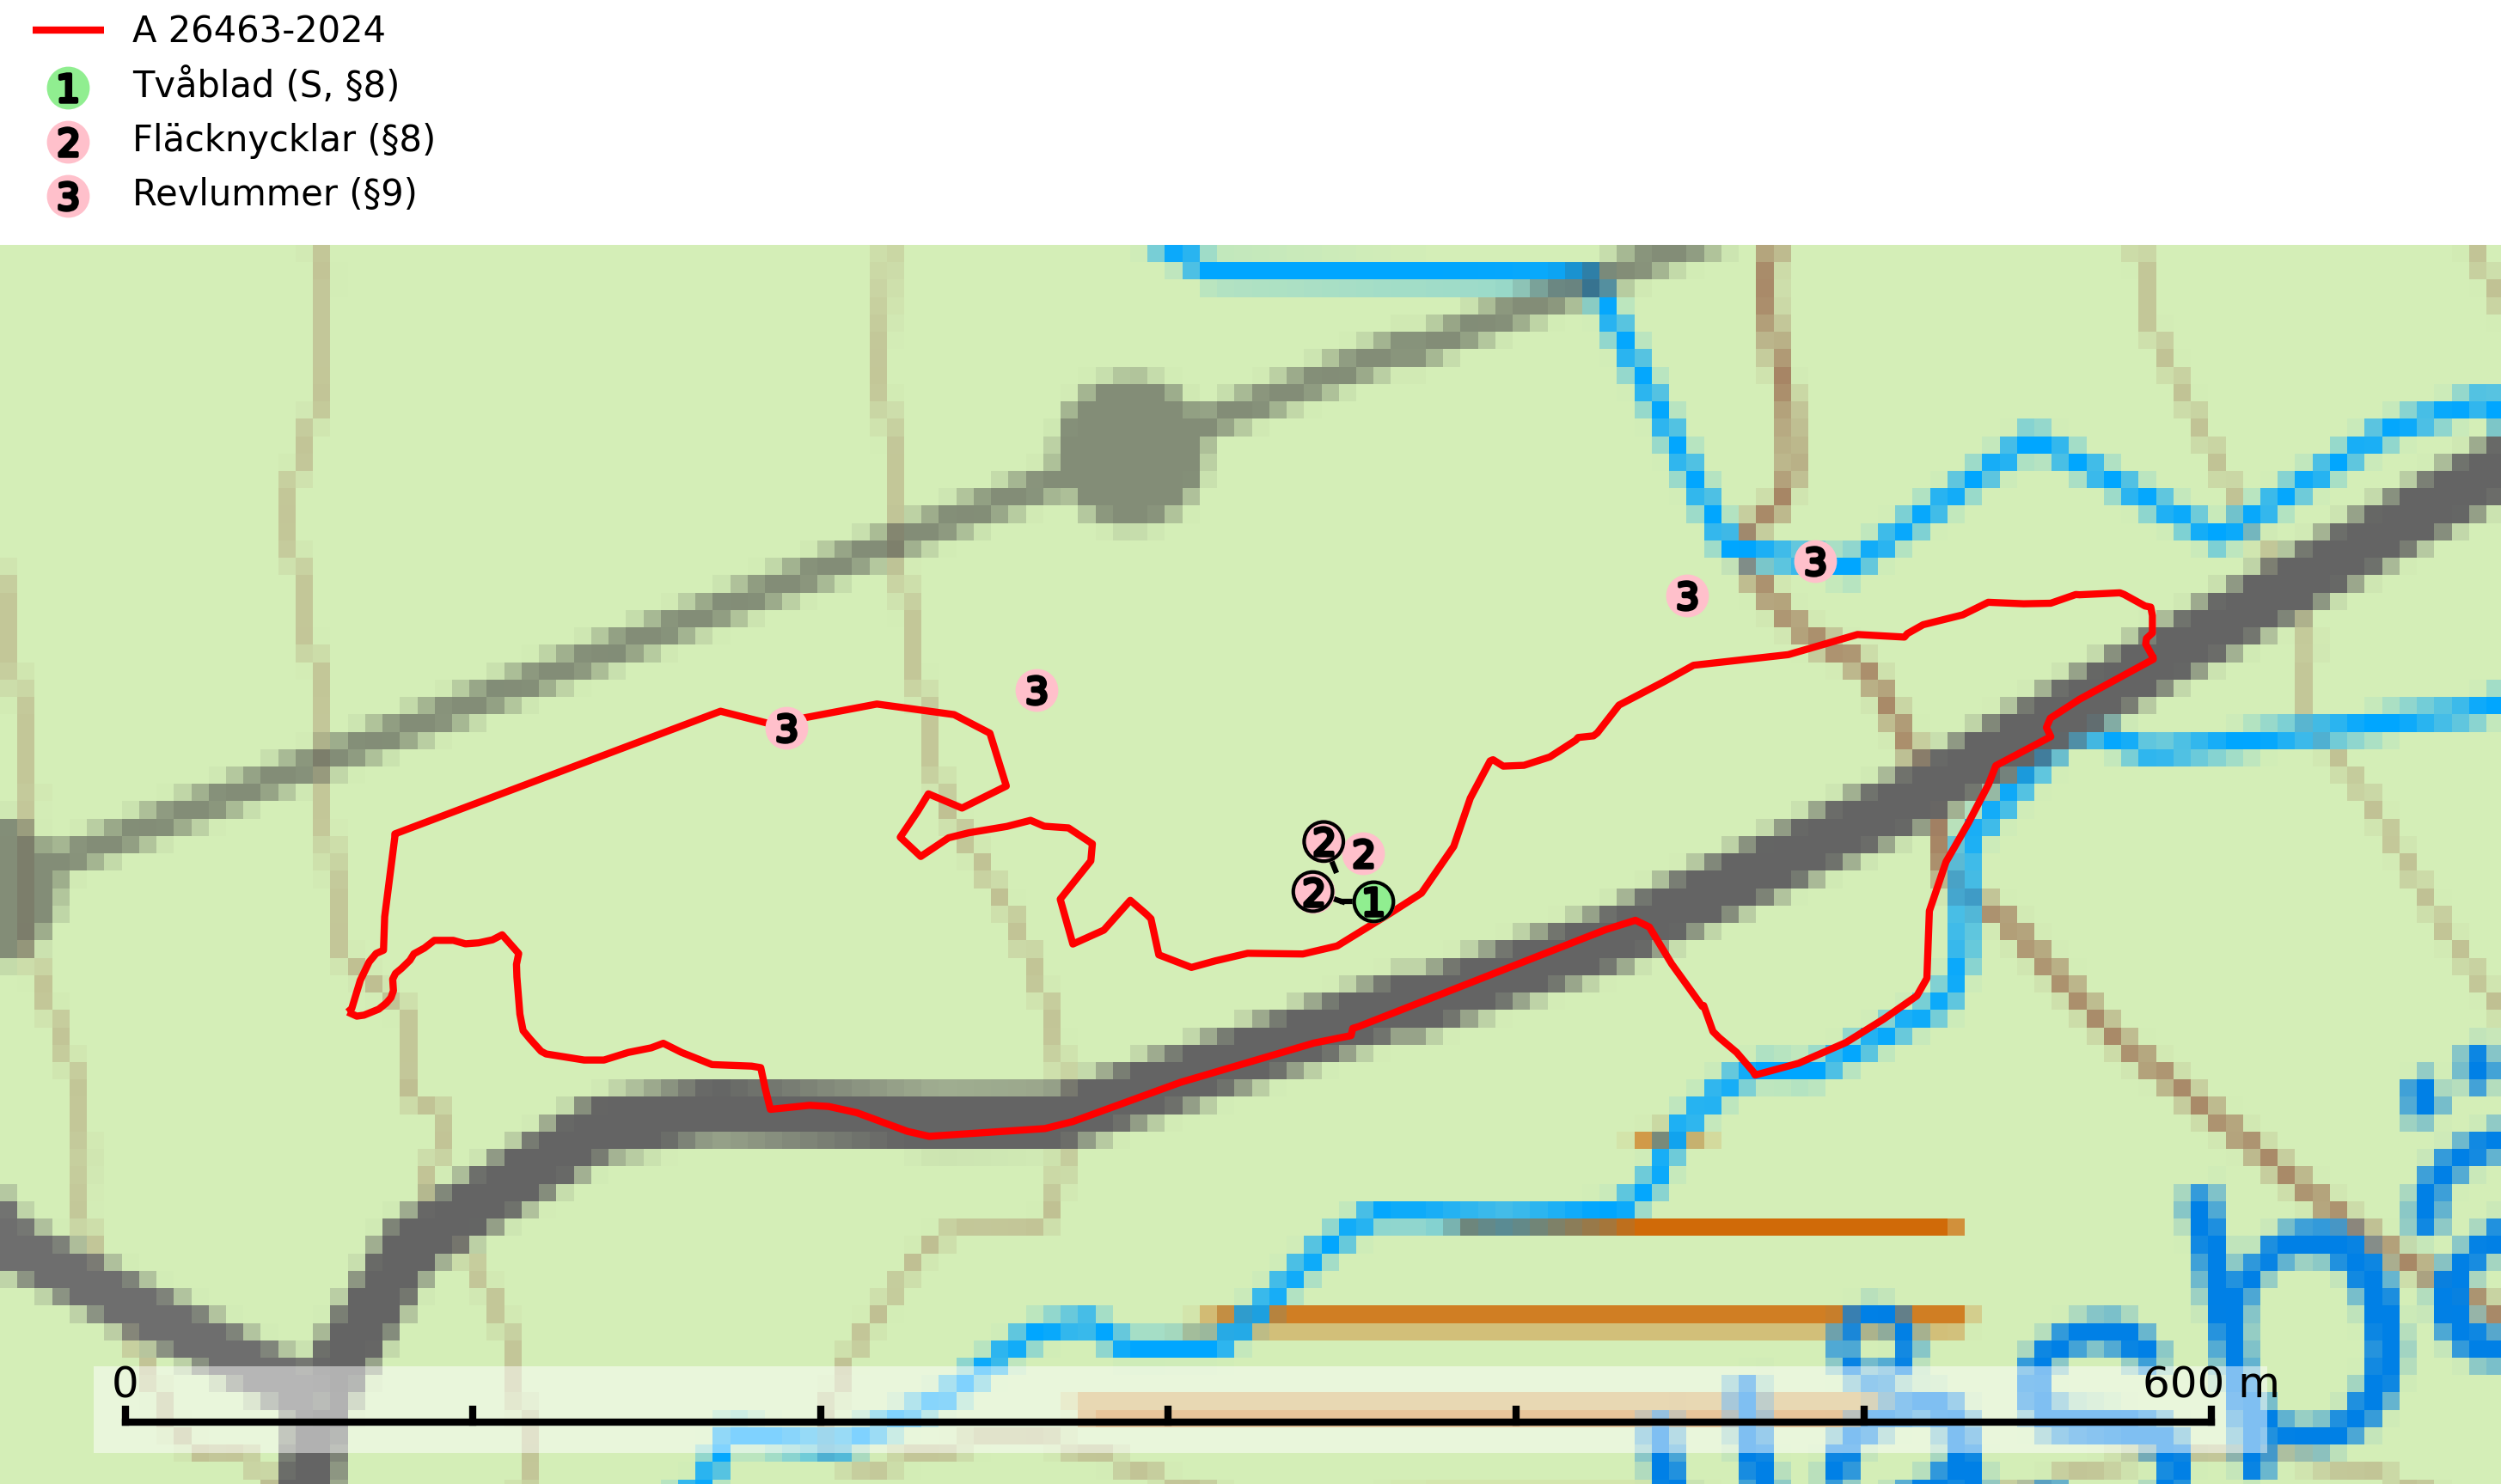 A 26463-2024
1 Tvåblad (S, §8)
2 Fläcknycklar (§8)
3 Revlummer (§9)
3
3
3
3
2
2
2
1
0
600 m